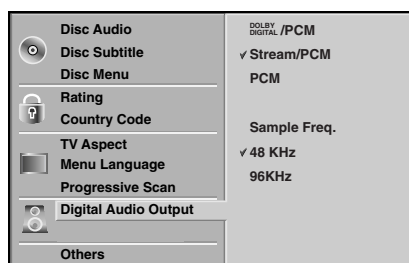 Disc Audio
Disc Subtitle
Disc Menu
Rating
Country Code
TV Aspect
Menu Language
Progressive Scan
Digital Audio Output
Others
DOLBY DIGITAL /PCM
✓ Stream/PCM
PCM
Sample Freq.
✓ 48 KHz
96KHz